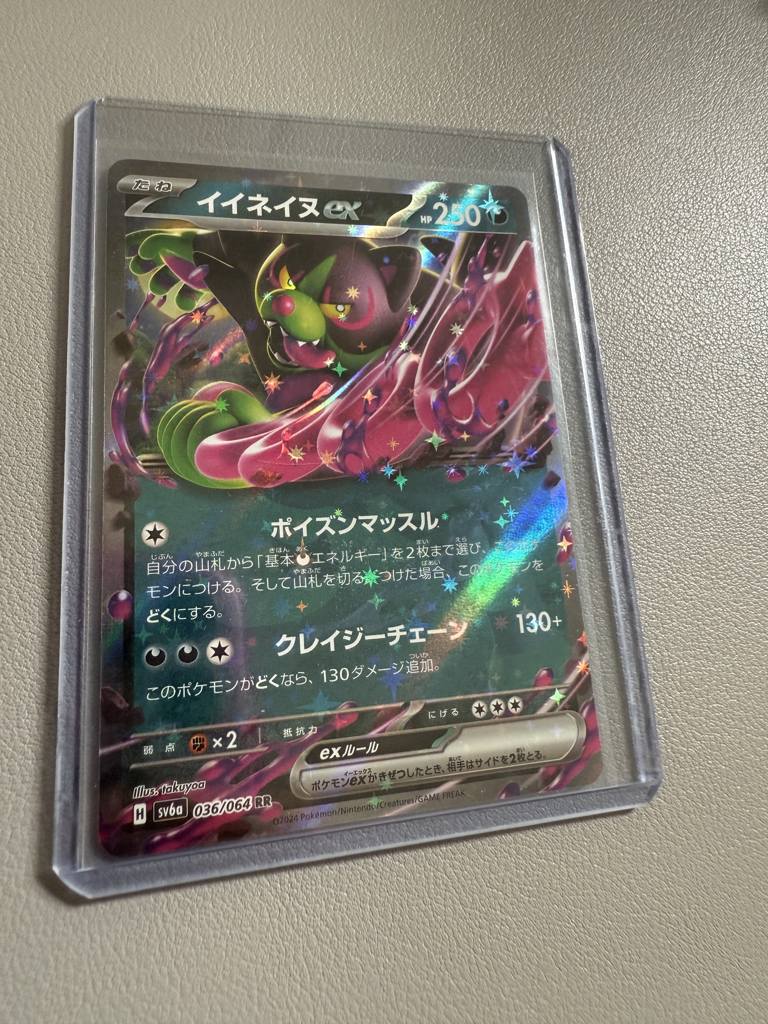 たね
イイネイヌex HP 250
ポイズンマッスル
自分の山札から「基本 エネルギー」を2枚まで選び、
モンにつける。そして山札を切る。つけた場合、このポケモンを
どくにする。
クレイジーチェーン 130+
このポケモンがどくなら、130ダメージ追加。
弱点 ×2 抵抗力 にげる
exルール
ポケモンexがきぜつしたとき、相手はサイドを2枚とる。
Illus. takuyoa
H sv6a 036/064 RR
©2024 Pokémon/Nintendo/Creatures/GAME FREAK